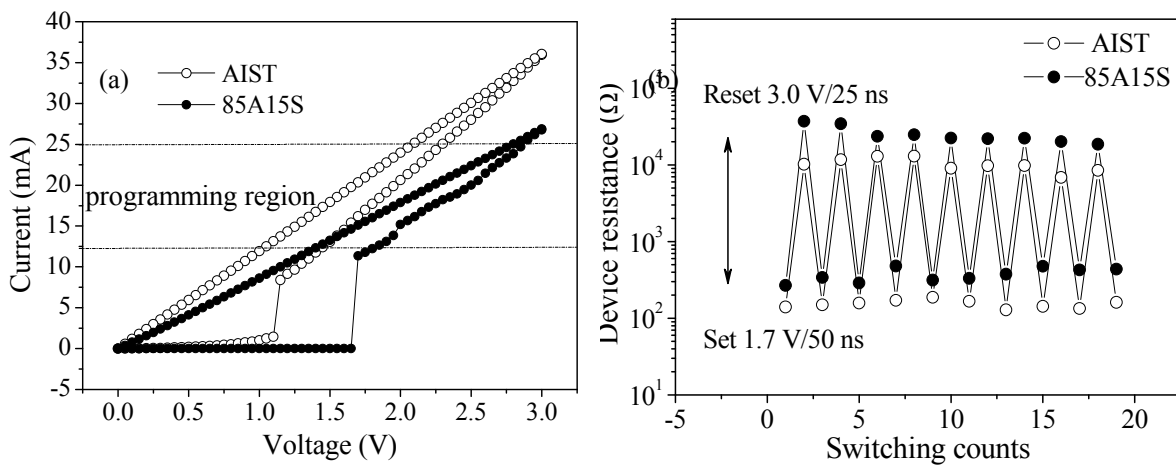 40
35
30
25
20
15
10
5
0
-5
Current (mA)
(a)
AIST
85A15S
programming region
0.0 0.5 1.0 1.5 2.0 2.5 3.0
Voltage (V)
10^5
10^4
10^3
10^2
10^1
Device resistance (Ω)
(b)
AIST
85A15S
Reset 3.0 V/25 ns
Set 1.7 V/50 ns
-5 0 5 10 15 20
Switching counts